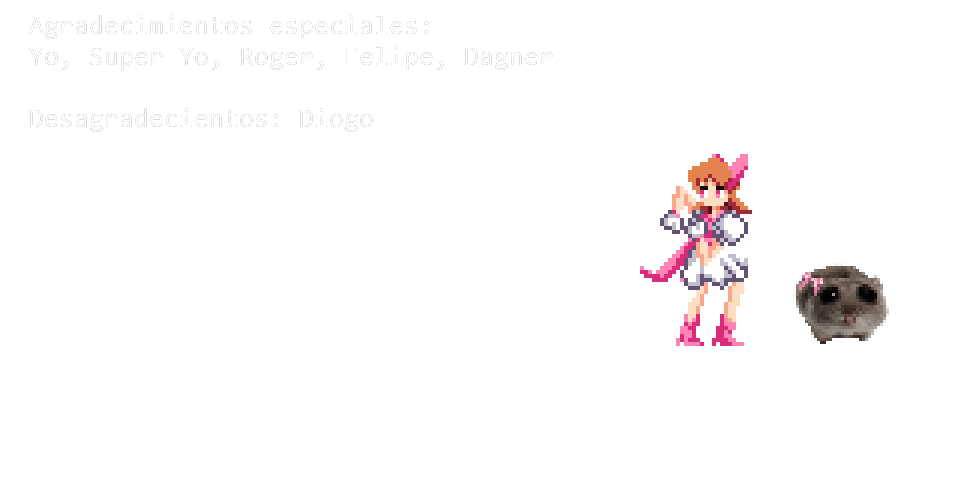 Agradecimientos especiales:
Yo, Super Yo, Roger, Felipe, Dagner
Desagradecientos: Diogo